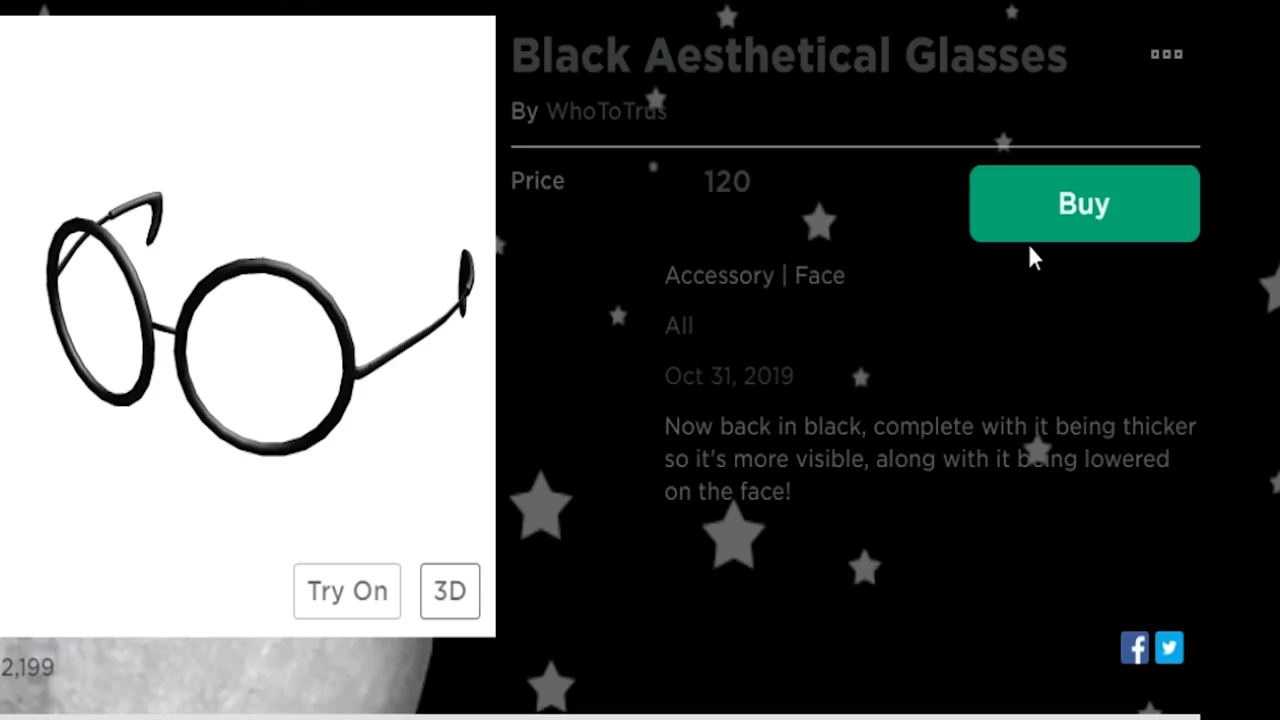 Black Aesthetical Glasses
By WhoToTrus
Price 120
Buy
Accessory | Face
All
Oct 31, 2019
Now back in black, complete with it being thicker
so it's more visible, along with it being lowered
on the face!
Try On 3D
2,199